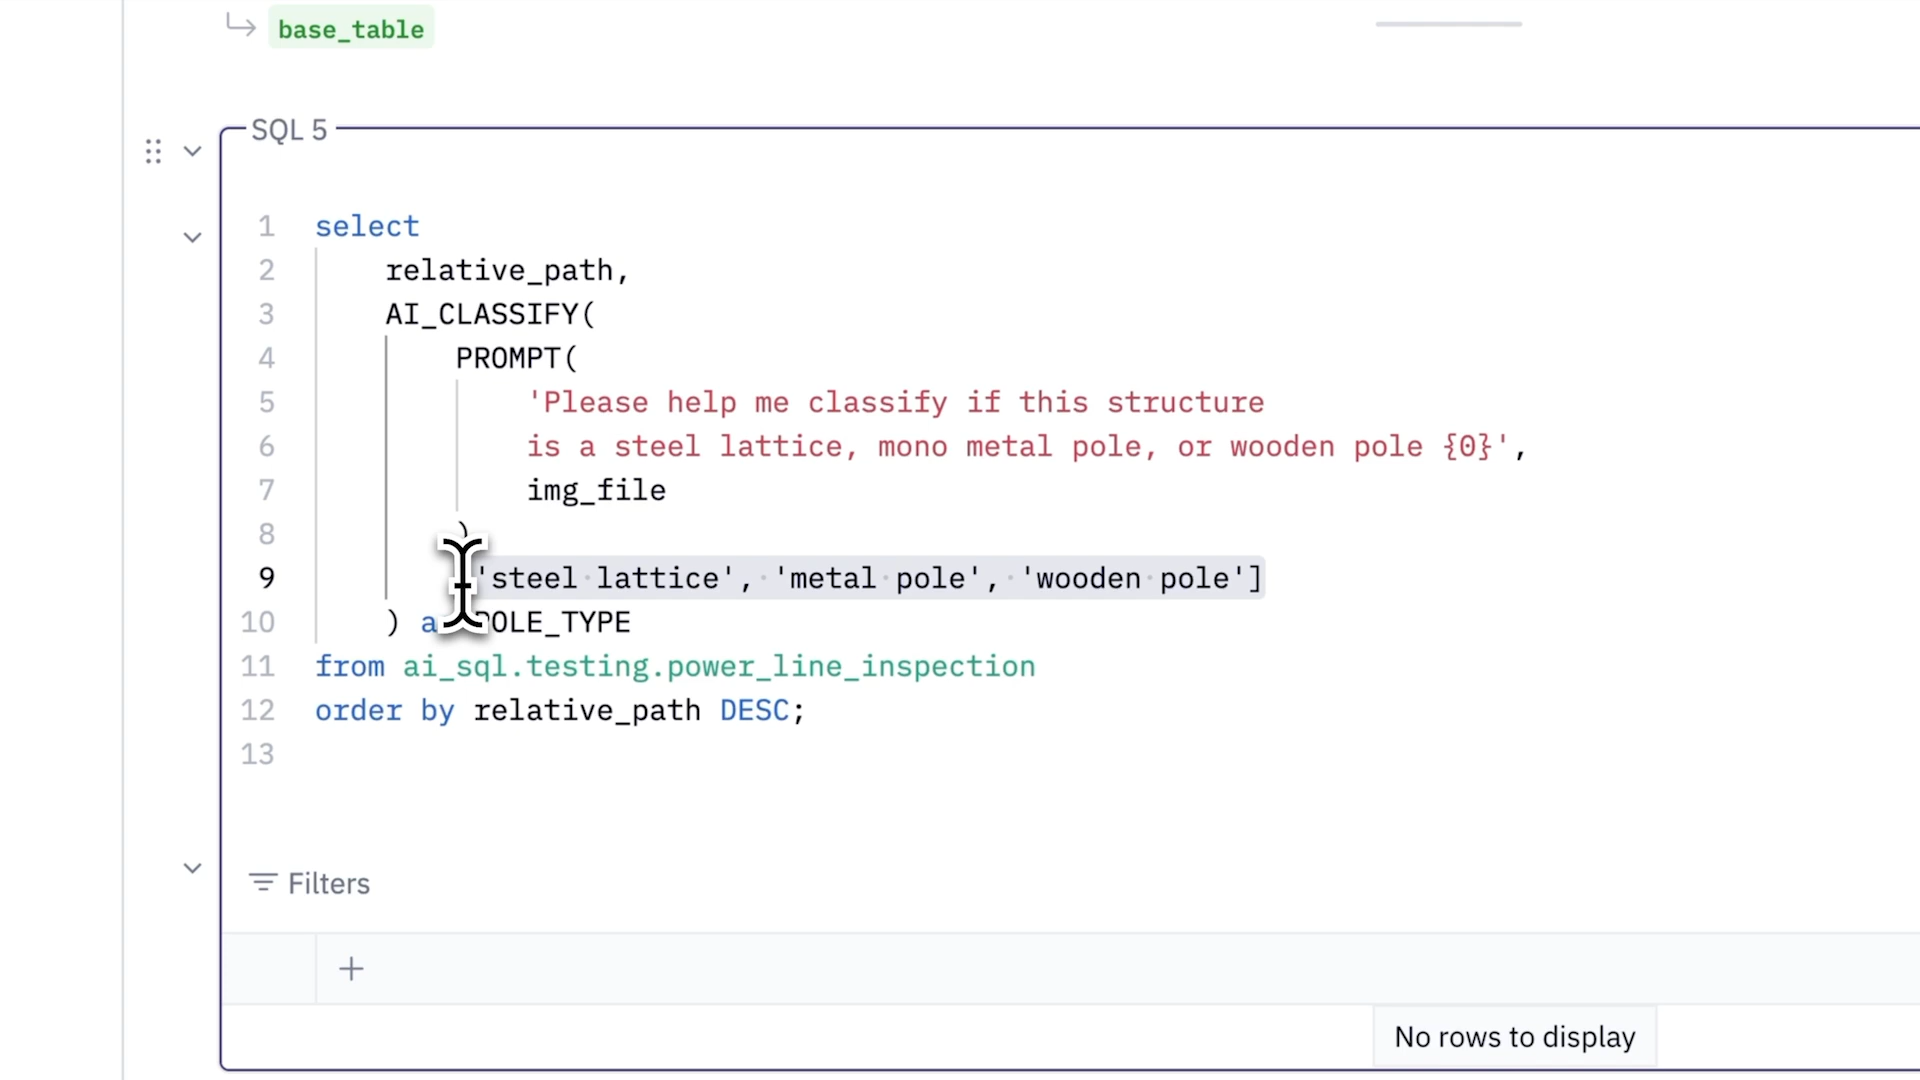 base_table
SQL 5
1 select
2 relative_path,
3 AI_CLASSIFY(
4 PROMPT(
5 'Please help me classify if this structure
6 is a steel lattice, mono metal pole, or wooden pole {0}',
7 img_file
8 )
9 'steel lattice', 'metal pole', 'wooden pole']
10 ) POLE_TYPE
11 from ai_sql.testing.power_line_inspection
12 order by relative_path DESC;
13
Filters
No rows to display